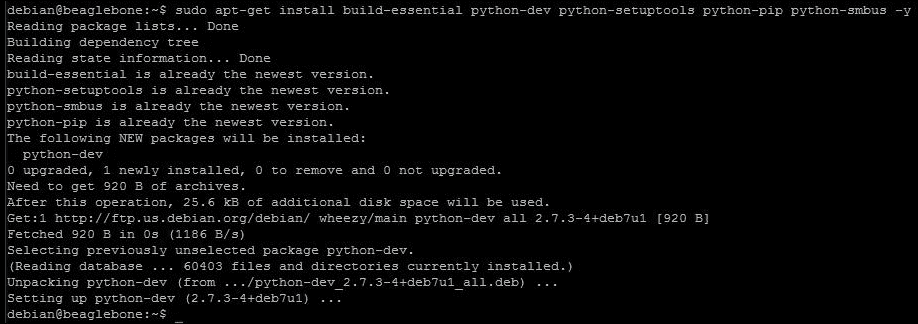 debian@beaglebone:~$ sudo apt-get install build-essential python-dev python-setuptools python-pip python-smbus -y
Reading package lists... Done
Building dependency tree
Reading state information... Done
build-essential is already the newest version.
python-setuptools is already the newest version.
python-smbus is already the newest version.
python-pip is already the newest version.
The following NEW packages will be installed:
  python-dev
0 upgraded, 1 newly installed, 0 to remove and 0 not upgraded.
Need to get 920 B of archives.
After this operation, 25.6 kB of additional disk space will be used.
Get:1 http://ftp.us.debian.org/debian/ wheezy/main python-dev all 2.7.3-4+deb7u1 [920 B]
Fetched 920 B in 0s (1186 B/s)
Selecting previously unselected package python-dev.
(Reading database ... 60403 files and directories currently installed.)
Unpacking python-dev (from .../python-dev_2.7.3-4+deb7u1_all.deb) ...
Setting up python-dev (2.7.3-4+deb7u1) ...
debian@beaglebone:~$ _